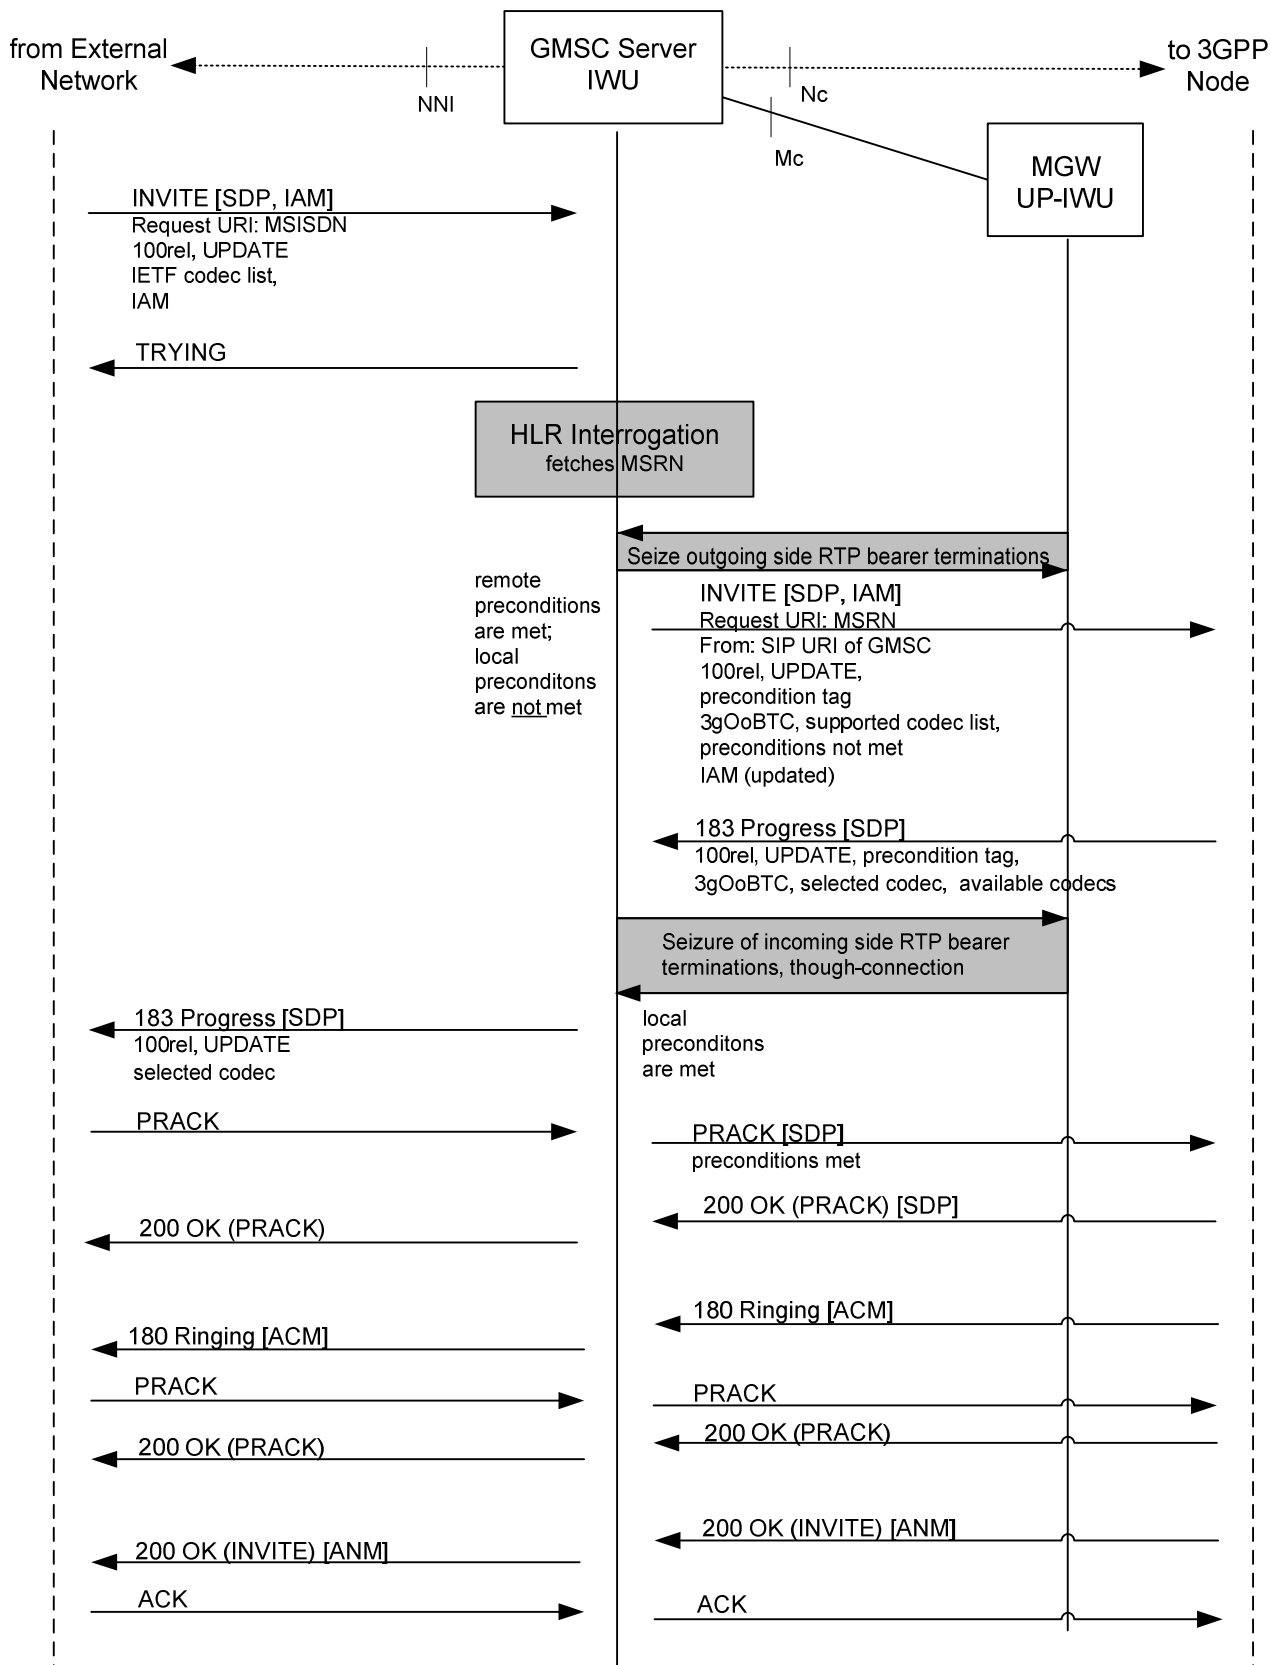 from External
Network
NNI
GMSC Server
IWU
Nc
Mc
to 3GPP
Node
MGW
UP-IWU
INVITE [SDP, IAM]
Request URI: MSISDN
100rel, UPDATE
IETF codec list,
IAM
TRYING
HLR Interrogation
fetches MSRN
Seize outgoing side RTP bearer terminations
remote
preconditions
are met;
local
preconditons
are not met
INVITE [SDP, IAM]
Request URI: MSRN
From: SIP URI of GMSC
100rel, UPDATE,
precondition tag
3gOoBTC, supported codec list,
preconditions not met
IAM (updated)
183 Progress [SDP]
100rel, UPDATE, precondition tag,
3gOoBTC, selected codec, available codecs
Seizure of incoming side RTP bearer
terminations, though-connection
183 Progress [SDP]
100rel, UPDATE
selected codec
local
preconditons
are met
PRACK
PRACK [SDP]
preconditions met
200 OK (PRACK) [SDP]
200 OK (PRACK)
180 Ringing [ACM]
180 Ringing [ACM]
PRACK
PRACK
200 OK (PRACK)
200 OK (PRACK)
200 OK (INVITE) [ANM]
200 OK (INVITE) [ANM]
ACK
ACK